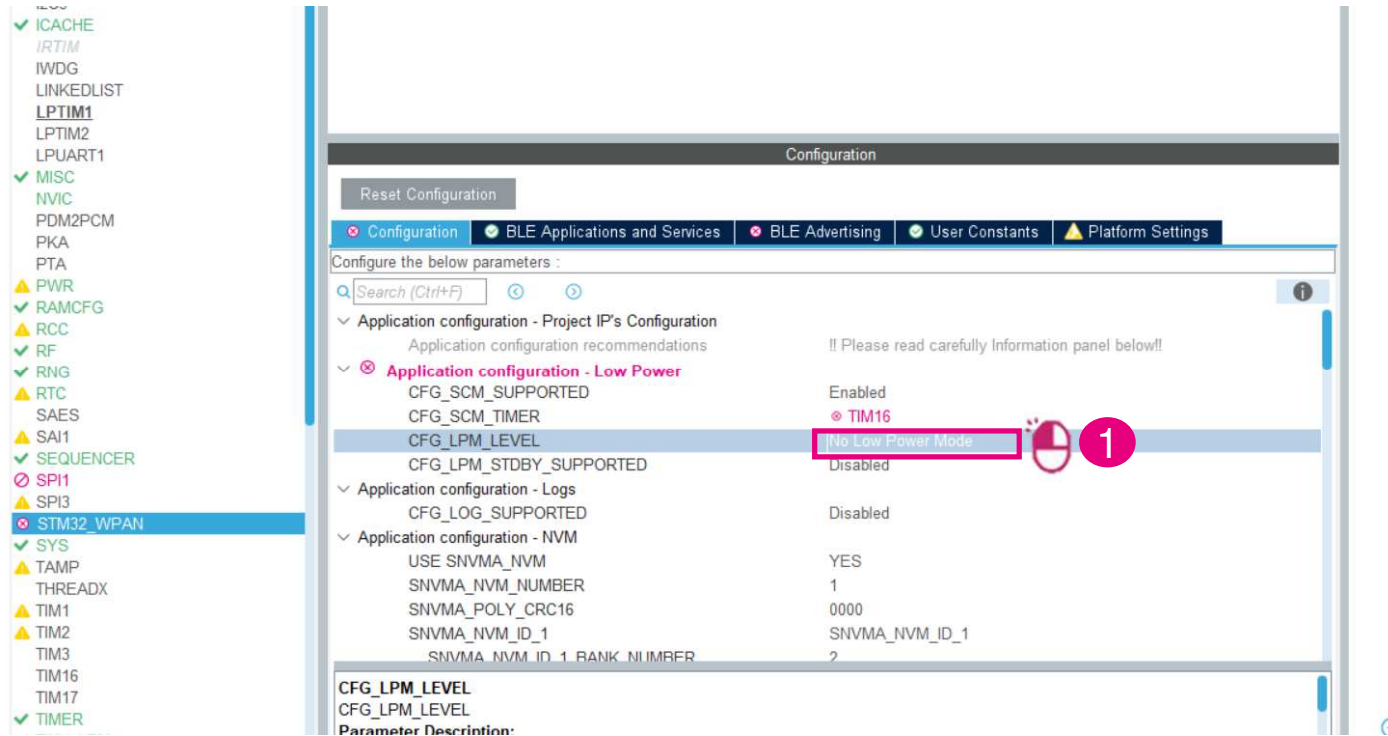 ICACHE
IRTIM
IWDG
LINKEDLIST
LPTIM1
LPTIM2
LPUART1
MISC
NVIC
PDM2PCM
PKA
PTA
PWR
RAMCFG
RCC
RF
RNG
RTC
SAES
SAI1
SEQUENCER
SPI1
SPI3
STM32_WPAN
SYS
TAMP
THREADX
TIM1
TIM2
TIM3
TIM16
TIM17
TIMER
Configuration
Reset Configuration
Configuration BLE Applications and Services BLE Advertising User Constants Platform Settings
Configure the below parameters :
Search (Ctrl+F)
Application configuration - Project IP's Configuration
Application configuration recommendations !! Please read carefully Information panel below!!
Application configuration - Low Power
CFG_SCM_SUPPORTED Enabled
CFG_SCM_TIMER TIM16
CFG_LPM_LEVEL No Low Power Mode 1
CFG_LPM_STDBY_SUPPORTED Disabled
Application configuration - Logs
CFG_LOG_SUPPORTED Disabled
Application configuration - NVM
USE SNVMA_NVM YES
SNVMA_NVM_NUMBER 1
SNVMA_POLY_CRC16 0000
SNVMA_NVM_ID_1 SNVMA_NVM_ID_1
SNVMA_NVM_ID_1 BANK_NUMBER 2
CFG_LPM_LEVEL
CFG_LPM_LEVEL
Parameter Description: